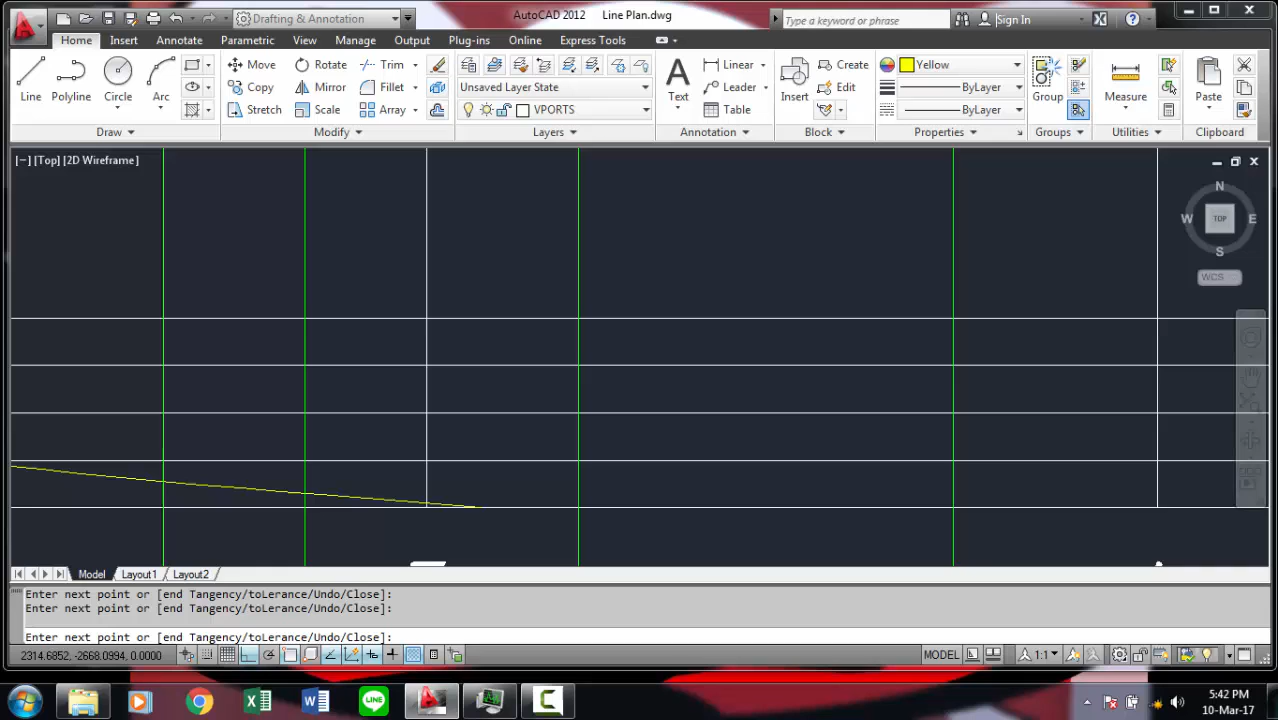 Drafting & Annotation
AutoCAD 2012 Line Plan.dwg
Type a keyword or phrase
Sign In
Home Insert Annotate Parametric View Manage Output Plug-ins Online Express Tools
Line Polyline Circle Arc
Move Rotate Trim
Copy Mirror Fillet
Stretch Scale Array
Unsaved Layer State
VPORTS
Text
Linear
Leader
Table
Insert
Create
Edit
Yellow
ByLayer
ByLayer
Group
Measure
Paste
Draw Modify Layers Annotation Block Properties Groups Utilities Clipboard
[−] [Top] [2D Wireframe]
N
W TOP E
S
WCS
Model Layout1 Layout2
Enter next point or [end Tangency/toLerance/Undo/Close]:
Enter next point or [end Tangency/toLerance/Undo/Close]:
Enter next point or [end Tangency/toLerance/Undo/Close]:
2314.6852, -2668.0994, 0.0000
MODEL
1:1
5:42 PM
10-Mar-17